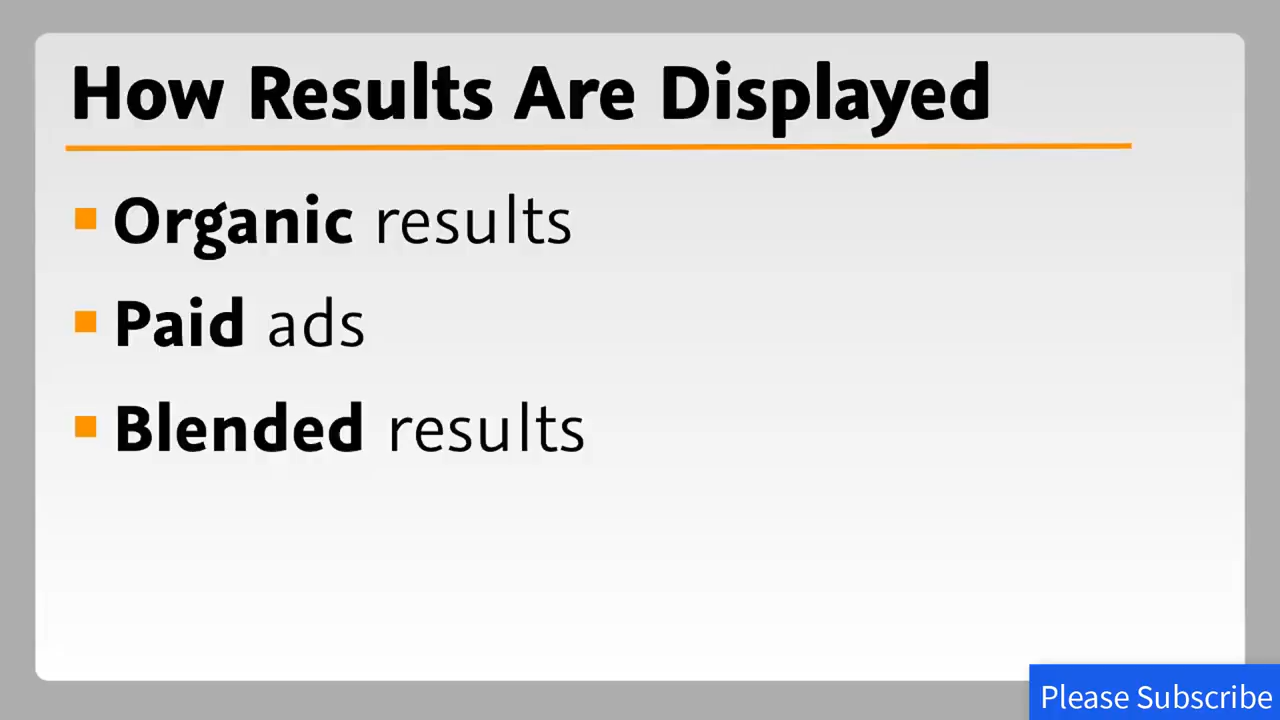 How Results Are Displayed
Organic results
Paid ads
Blended results
Please Subscribe